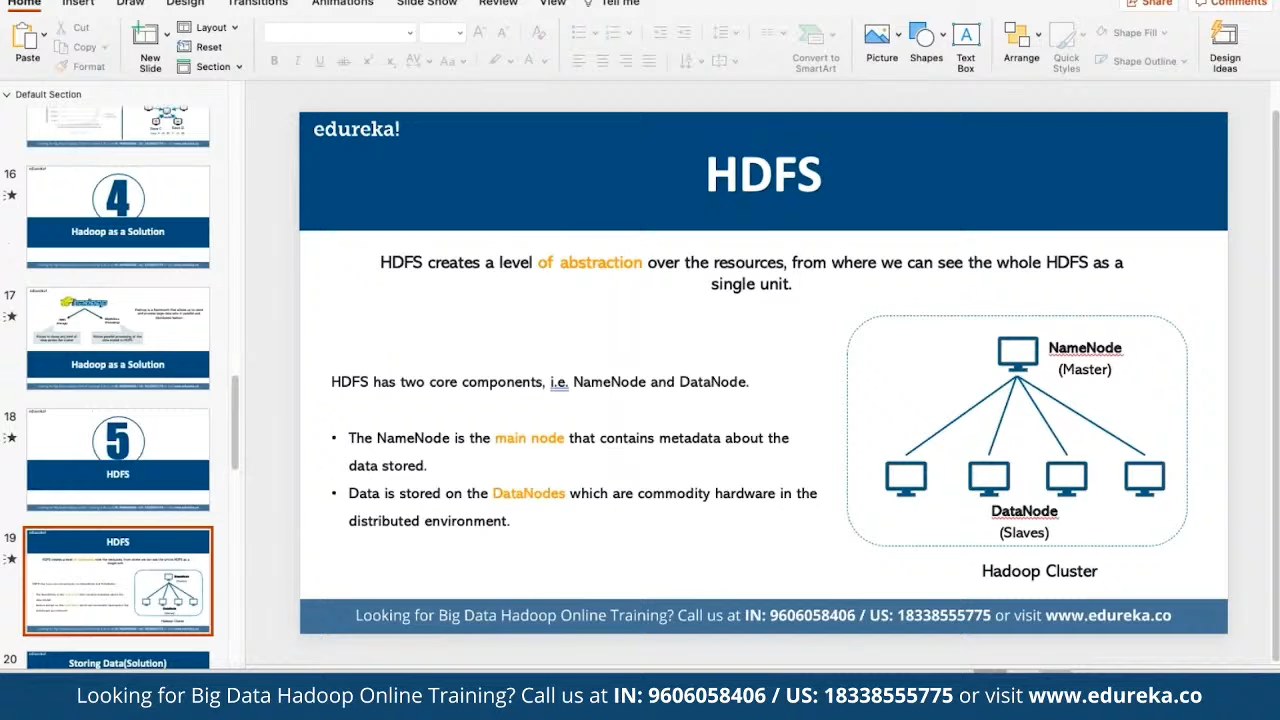 Home Insert Draw Design Transitions Animations Slide Show Review View Tell me Share Comments
Paste
Cut
Copy
Format
New
Slide
Layout
Reset
Section
Convert to
SmartArt
Picture
Shapes
Text
Box
Arrange
Quick
Styles
Shape Fill
Shape Outline
Design
Ideas
Default Section
16
4
Hadoop as a Solution
17
hadoop
Hadoop as a Solution
18
5
HDFS
19
HDFS
20
Storing Data(Solution)
edureka!
HDFS
HDFS creates a level of abstraction over the resources, from where we can see the whole HDFS as a
single unit.
HDFS has two core components, i.e. NameNode and DataNode.
• The NameNode is the main node that contains metadata about the
data stored.
• Data is stored on the DataNodes which are commodity hardware in the
distributed environment.
NameNode
(Master)
DataNode
(Slaves)
Hadoop Cluster
Looking for Big Data Hadoop Online Training? Call us at IN: 9606058406 / US: 18338555775 or visit www.edureka.co
Looking for Big Data Hadoop Online Training? Call us at IN: 9606058406 / US: 18338555775 or visit www.edureka.co